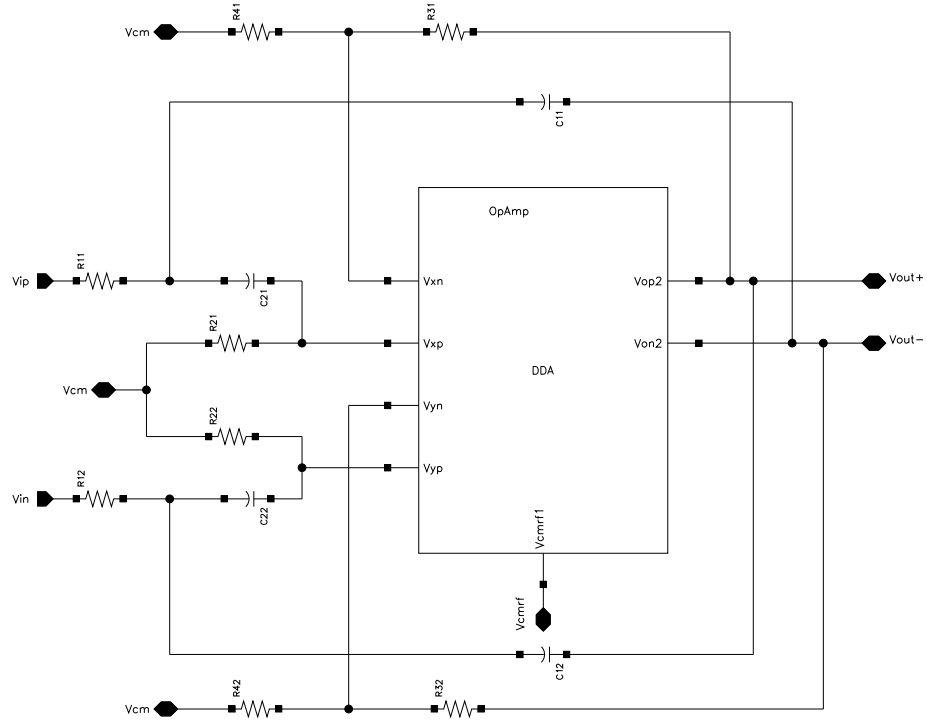 R41
R31
Vcm
C11
OpAmp
R11
Vip
C21
Vxn
Vop2
Vout+
R21
Vxp
Von2
Vout-
DDA
Vcm
R22
Vyn
Vyp
R12
Vin
C22
Vcmrf1
Vcmrf
C12
R42
R32
Vcm